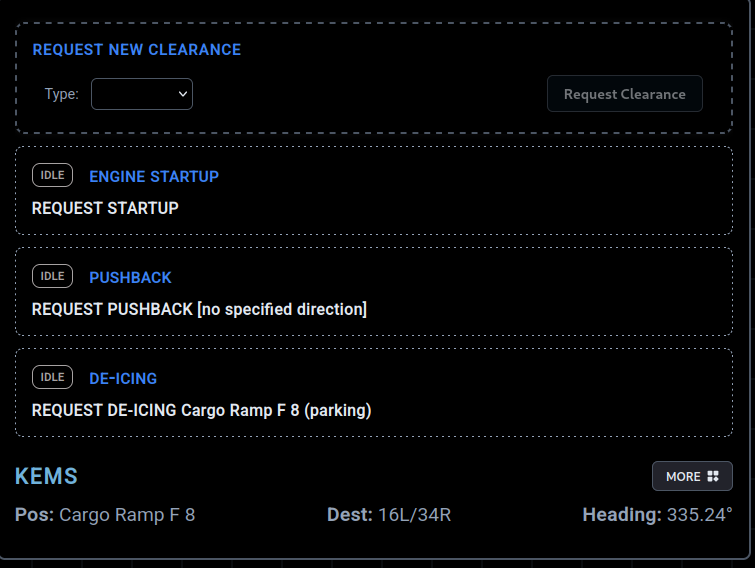 REQUEST NEW CLEARANCE
Type: Request Clearance
IDLE ENGINE STARTUP
REQUEST STARTUP
IDLE PUSHBACK
REQUEST PUSHBACK [no specified direction]
IDLE DE-ICING
REQUEST DE-ICING Cargo Ramp F 8 (parking)
KEMS MORE
Pos: Cargo Ramp F 8 Dest: 16L/34R Heading: 335.24°